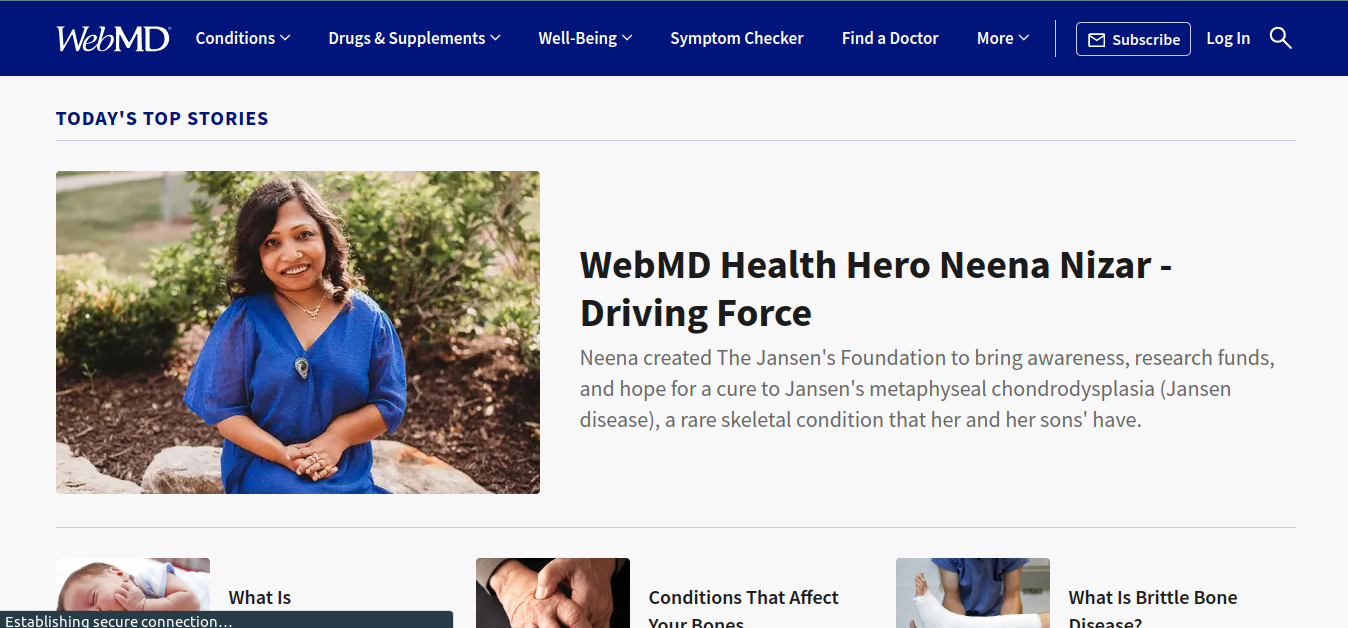 WebMD Conditions Drugs & Supplements Well-Being Symptom Checker Find a Doctor More Subscribe Log In
TODAY'S TOP STORIES
WebMD Health Hero Neena Nizar -
Driving Force
Neena created The Jansen's Foundation to bring awareness, research funds,
and hope for a cure to Jansen's metaphyseal chondrodysplasia (Jansen
disease), a rare skeletal condition that her and her sons' have.
What Is
Conditions That Affect
Your Bones
What Is Brittle Bone
Disease?
Establishing secure connection...